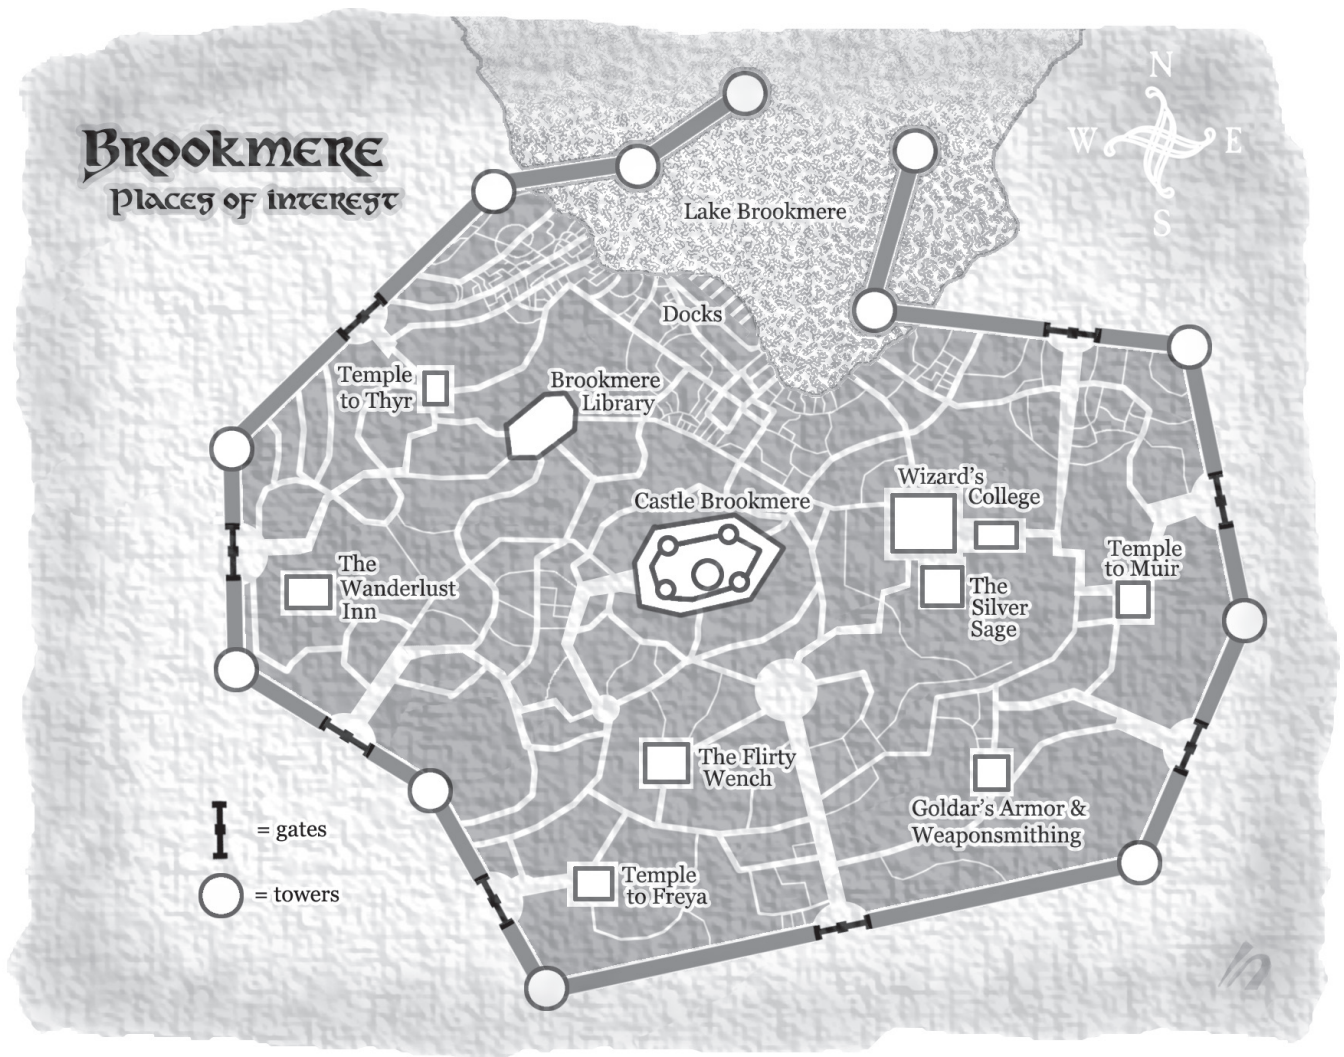 Brookmere
Places of interest
N
W E
S
Lake Brookmere
Docks
Temple
to Thyr
Brookmere
Library
Wizard's
College
Castle Brookmere
The
Wanderlust
Inn
Temple
to Muir
The
Silver
Sage
The Flirty
Wench
Goldar's Armor &
Weaponsmithing
Temple
to Freya
= gates
= towers